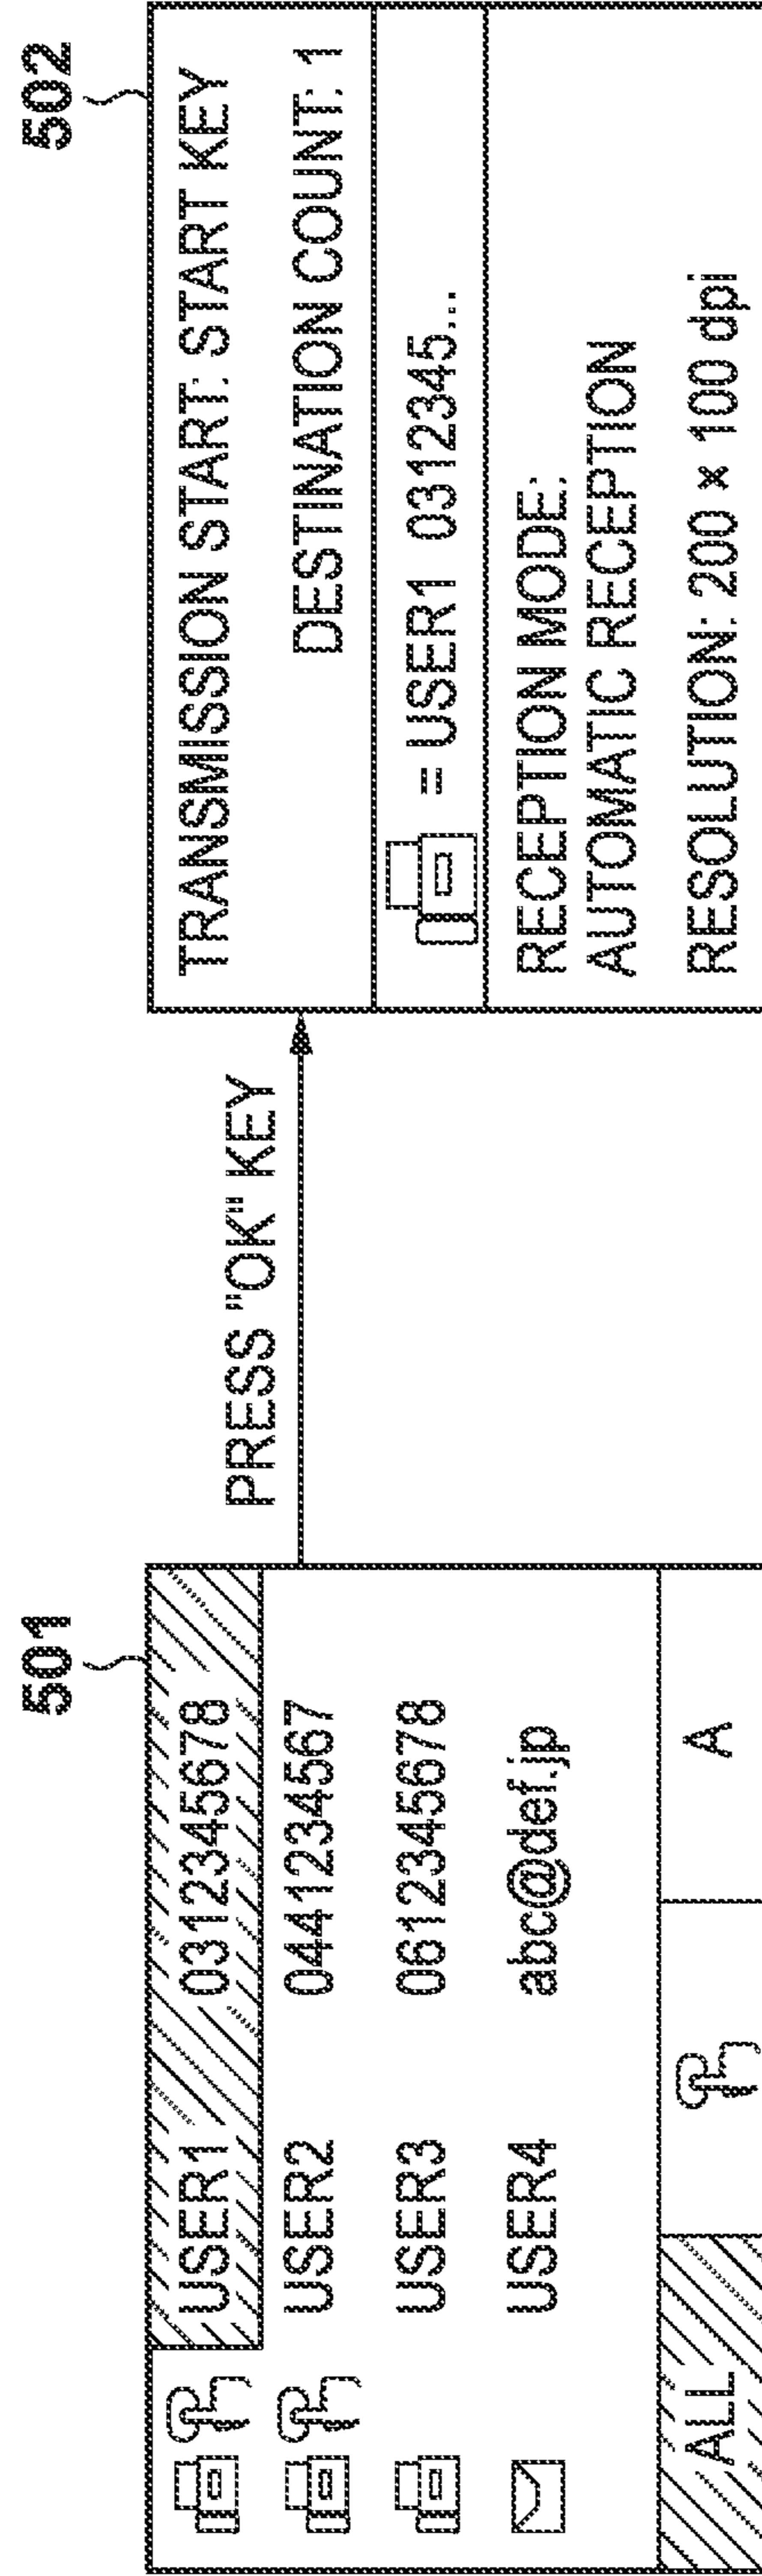 501
USER1 0312345678
USER2 0441234567
USER3 0612345678
USER4 abc@def.jp
ALL A
PRESS "OK" KEY
502
TRANSMISSION START: START KEY
DESTINATION COUNT: 1
= USER1 0312345...
RECEPTION MODE:
AUTOMATIC RECEPTION
RESOLUTION: 200 × 100 dpi